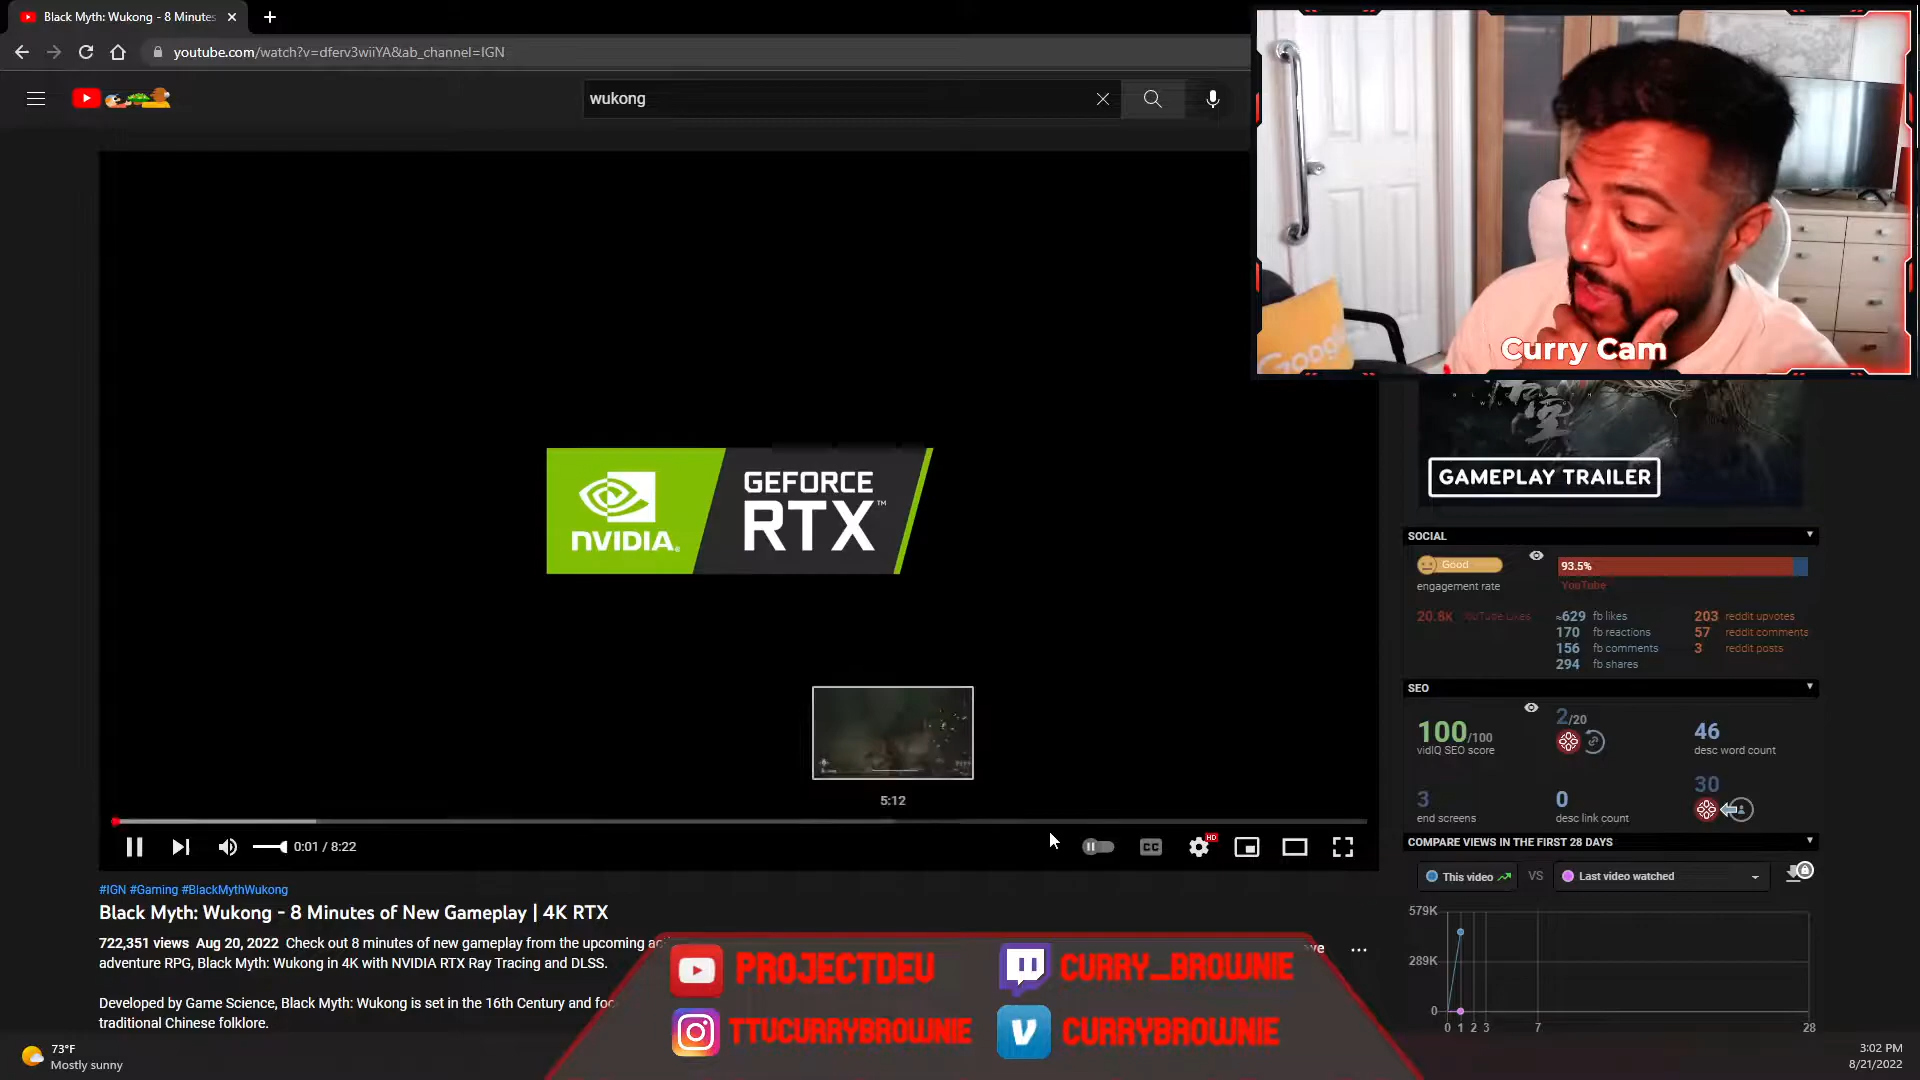 Black Myth: Wukong - 8 Minutes
youtube.com/watch?v=dferv3wiiYA&ab_channel=IGN
wukong
Curry Cam
NVIDIA
GEFORCE
RTX™
GAMEPLAY TRAILER
SOCIAL
Good
engagement rate
93.5%
YouTube
20.8K YouTube Likes
≈629 fb likes
170 fb reactions
156 fb comments
294 fb shares
203 reddit upvotes
57 reddit comments
3 reddit posts
SEO
100/100
vidIQ SEO score
2/20
46
desc word count
3
end screens
0
desc link count
30
5:12
0:01 / 8:22
CC
HD
COMPARE VIEWS IN THE FIRST 28 DAYS
This video
VS
Last video watched
579K
289K
0
0 1 2 3 7 28
#IGN #Gaming #BlackMythWukong
Black Myth: Wukong - 8 Minutes of New Gameplay | 4K RTX
722,351 views Aug 20, 2022 Check out 8 minutes of new gameplay from the upcoming
adventure RPG, Black Myth: Wukong in 4K with NVIDIA RTX Ray Tracing and DLSS.
Developed by Game Science, Black Myth: Wukong is set in the 16th Century and
traditional Chinese folklore.
PROJECTDEV
CURRY_BROWNIE
TTVCURRYBROWNIE
CURRYBROWNIE
73°F
Mostly sunny
3:02 PM
8/21/2022